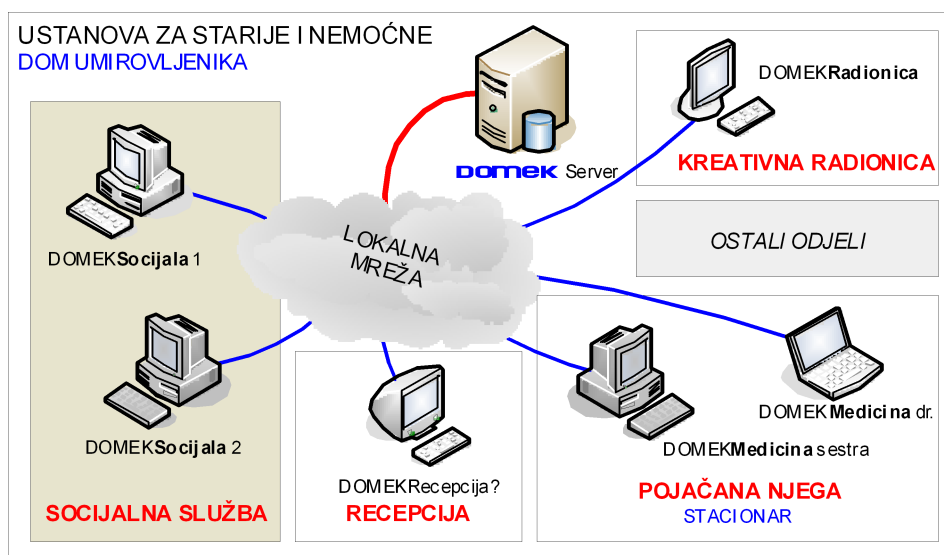 USTANOVA ZA STARIJE I NEMOĆNE
DOM UMIROVLJENIKA
DOMEKRadionica
KREATIVNA RADIONICA
DOMEK Server
DOMEKSocijala 1
LOKALNA
MREŽA
OSTALI ODJELI
DOMEKSocijala 2
SOCIJALNA SLUŽBA
DOMEKRecepcija?
RECEPCIJA
DOMEKMedicina dr.
DOMEKMedicina sestra
POJAČANA NJEGA
STACIONAR